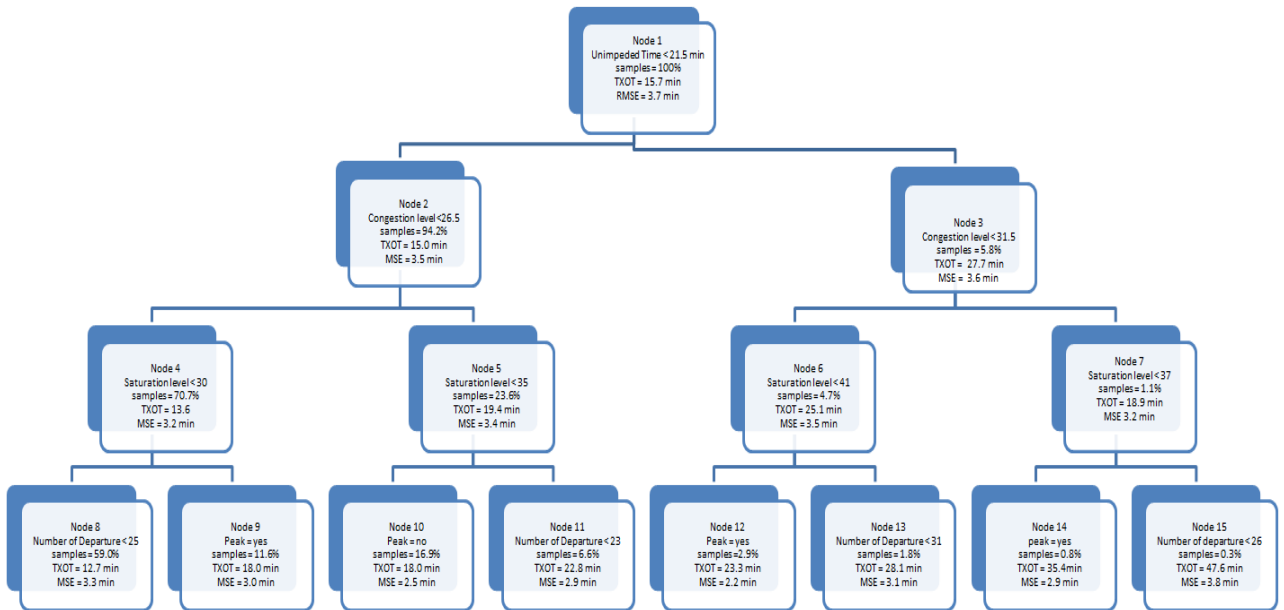 Node 1
Unimpeded Time < 21.5 min
samples = 100%
TXOT = 15.7 min
RMSE = 3.7 min
Node 2
Congestion level <26.5
samples = 94.2%
TXOT = 15.0 min
MSE = 3.5 min
Node 3
Congestion level < 31.5
samples = 5.8%
TXOT = 27.7 min
MSE = 3.6 min
Node 4
Saturation level < 30
samples = 70.7%
TXOT = 13.6
MSE = 3.2 min
Node 5
Saturation level < 35
samples = 23.6%
TXOT = 19.4 min
MSE = 3.4 min
Node 6
Saturation level < 41
samples = 4.7%
TXOT = 25.1 min
MSE = 3.5 min
Node 7
Saturation level < 37
samples = 1.1%
TXOT = 18.9 min
MSE 3.2 min
Node 8
Number of Departure < 25
samples = 59.0%
TXOT = 12.7 min
MSE = 3.3 min
Node 9
Peak = yes
samples = 11.6%
TXOT = 18.0 min
MSE = 3.0 min
Node 10
Peak = no
samples = 16.9%
TXOT = 18.0 min
MSE = 2.5 min
Node 11
Number of Departure < 23
samples = 6.6%
TXOT = 22.8 min
MSE = 2.9 min
Node 12
Peak = yes
samples =2.9%
TXOT = 23.3 min
MSE = 2.2 min
Node 13
Number of Departure < 31
samples = 1.8%
TXOT = 28.1 min
MSE = 3.1 min
Node 14
peak = yes
samples = 0.8%
TXOT = 35.4 min
MSE = 2.9 min
Node 15
Number of departure < 26
samples = 0.3%
TXOT = 47.6 min
MSE = 3.8 min